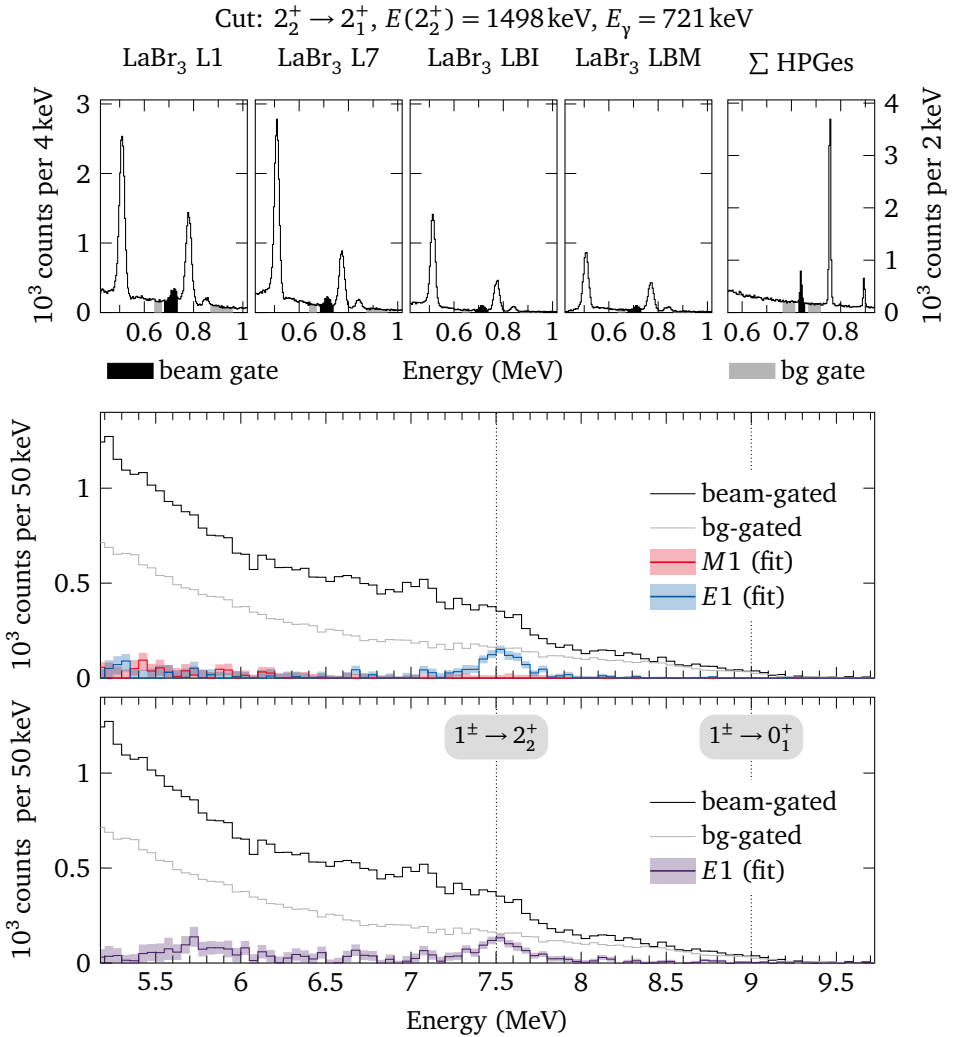 Cut: 2₂⁺ → 2₁⁺, E(2₂⁺) = 1498 keV, Eγ = 721 keV
LaBr₃ L1 LaBr₃ L7 LaBr₃ LBI LaBr₃ LBM ∑ HPGes
10³ counts per 4 keV
3
2
1
0
4
3
2
1
0
10³ counts per 2 keV
0.6 0.8 1 0.6 0.8 1 0.6 0.8 1 0.6 0.8 1 0.6 0.7 0.8
beam gate Energy (MeV) bg gate
10³ counts per 50 keV
1
0.5
0
beam-gated
bg-gated
M1 (fit)
E1 (fit)
10³ counts per 50 keV
1
0.5
0
1± → 2₂⁺ 1± → 0₁⁺
beam-gated
bg-gated
E1 (fit)
5.5 6 6.5 7 7.5 8 8.5 9 9.5
Energy (MeV)